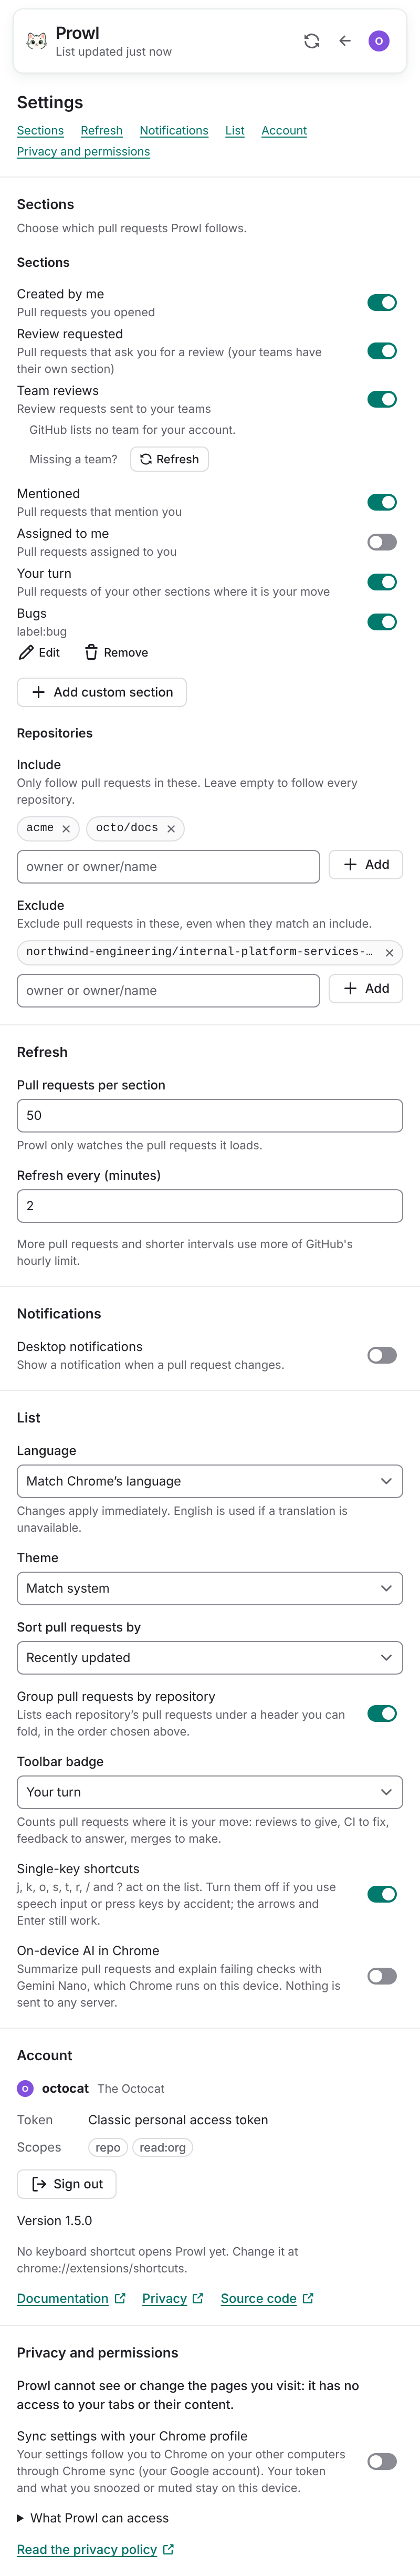 Prowl
List updated just now
O
Settings
Sections Refresh Notifications List Account
Privacy and permissions
Sections
Choose which pull requests Prowl follows.
Sections
Created by me
Pull requests you opened
Review requested
Pull requests that ask you for a review (your teams have
their own section)
Team reviews
Review requests sent to your teams
GitHub lists no team for your account.
Missing a team? Refresh
Mentioned
Pull requests that mention you
Assigned to me
Pull requests assigned to you
Your turn
Pull requests of your other sections where it is your move
Bugs
label:bug
Edit Remove
Add custom section
Repositories
Include
Only follow pull requests in these. Leave empty to follow every
repository.
acme octo/docs
owner or owner/name Add
Exclude
Exclude pull requests in these, even when they match an include.
northwind-engineering/internal-platform-services-…
owner or owner/name Add
Refresh
Pull requests per section
50
Prowl only watches the pull requests it loads.
Refresh every (minutes)
2
More pull requests and shorter intervals use more of GitHub's
hourly limit.
Notifications
Desktop notifications
Show a notification when a pull request changes.
List
Language
Match Chrome’s language
Changes apply immediately. English is used if a translation is
unavailable.
Theme
Match system
Sort pull requests by
Recently updated
Group pull requests by repository
Lists each repository’s pull requests under a header you can
fold, in the order chosen above.
Toolbar badge
Your turn
Counts pull requests where it is your move: reviews to give, CI to fix,
feedback to answer, merges to make.
Single-key shortcuts
j, k, o, s, t, r, / and ? act on the list. Turn them off if you use
speech input or press keys by accident; the arrows and
Enter still work.
On-device AI in Chrome
Summarize pull requests and explain failing checks with
Gemini Nano, which Chrome runs on this device. Nothing is
sent to any server.
Account
O octocat The Octocat
Token Classic personal access token
Scopes repo read:org
Sign out
Version 1.5.0
No keyboard shortcut opens Prowl yet. Change it at
chrome://extensions/shortcuts.
Documentation Privacy Source code
Privacy and permissions
Prowl cannot see or change the pages you visit: it has no
access to your tabs or their content.
Sync settings with your Chrome profile
Your settings follow you to Chrome on your other computers
through Chrome sync (your Google account). Your token
and what you snoozed or muted stay on this device.
What Prowl can access
Read the privacy policy